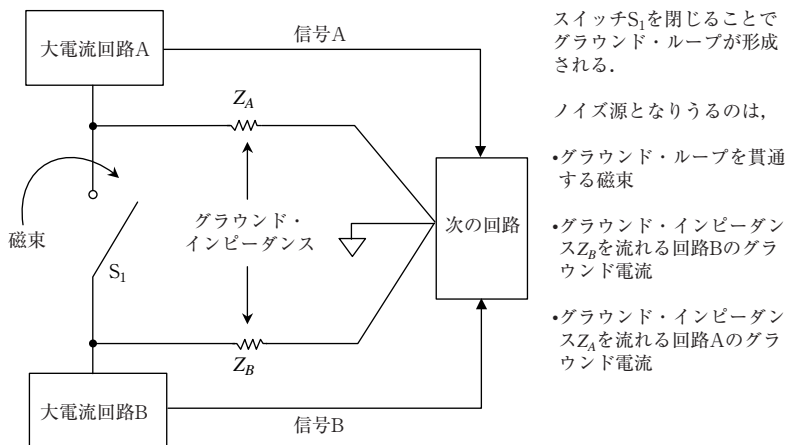 大電流回路A
信号A
Z_A
磁束
S₁
グラウンド・
インピーダンス
次の回路
Z_B
大電流回路B
信号B
スイッチS₁を閉じることで
グラウンド・ループが形成
される．
ノイズ源となりうるのは,
•グラウンド・ループを貫通
する磁束
•グラウンド・インピーダン
スZ_Bを流れる回路Bのグラ
ウンド電流
•グラウンド・インピーダン
スZ_Aを流れる回路Aのグラ
ウンド電流